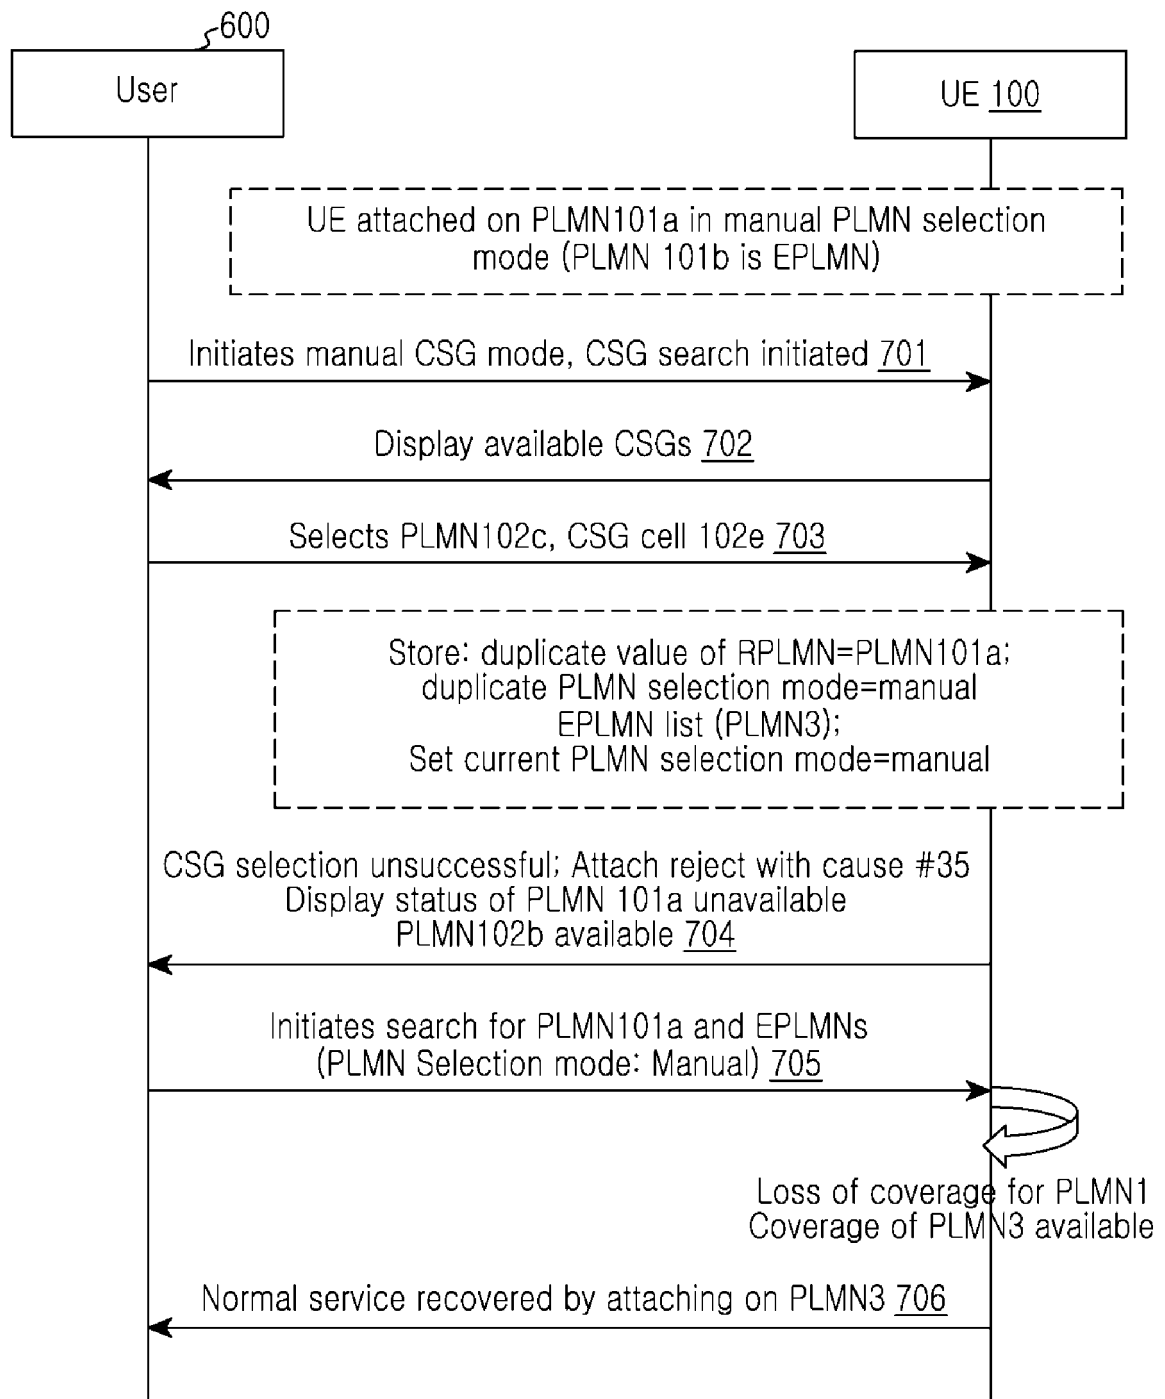 600
User
UE 100
UE attached on PLMN101a in manual PLMN selection
mode (PLMN 101b is EPLMN)
Initiates manual CSG mode, CSG search initiated 701
Display available CSGs 702
Selects PLMN102c, CSG cell 102e 703
Store: duplicate value of RPLMN=PLMN101a;
duplicate PLMN selection mode=manual
EPLMN list (PLMN3);
Set current PLMN selection mode=manual
CSG selection unsuccessful; Attach reject with cause #35
Display status of PLMN 101a unavailable
PLMN102b available 704
Initiates search for PLMN101a and EPLMNs
(PLMN Selection mode: Manual) 705
Loss of coverage for PLMN1
Coverage of PLMN3 available
Normal service recovered by attaching on PLMN3 706